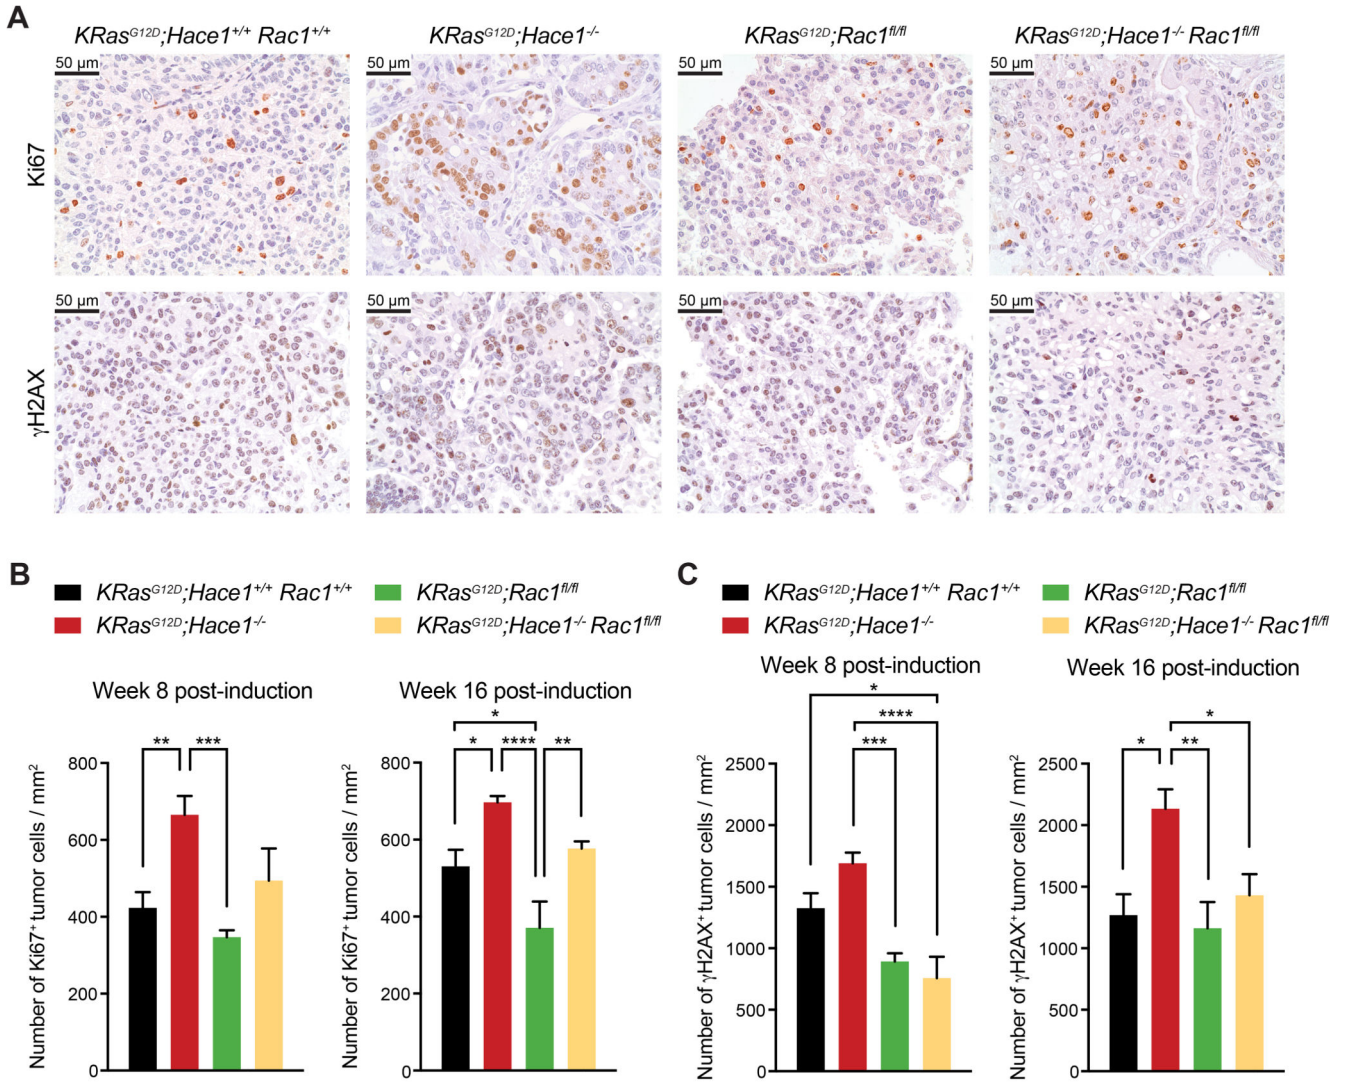 A
KRasG12D;Hace1+/+ Rac1+/+
KRasG12D;Hace1-/-
KRasG12D;Rac1fl/fl
KRasG12D;Hace1-/- Rac1fl/fl
Ki67
50 µm
50 µm
50 µm
50 µm
γH2AX
50 µm
50 µm
50 µm
50 µm
B
KRasG12D;Hace1+/+ Rac1+/+
KRasG12D;Rac1fl/fl
KRasG12D;Hace1-/-
KRasG12D;Hace1-/- Rac1fl/fl
Week 8 post-induction
Number of Ki67+ tumor cells / mm2
800
600
400
200
0
**
***
Week 16 post-induction
Number of Ki67+ tumor cells / mm2
800
600
400
200
0
*
*
****
**
C
KRasG12D;Hace1+/+ Rac1+/+
KRasG12D;Rac1fl/fl
KRasG12D;Hace1-/-
KRasG12D;Hace1-/- Rac1fl/fl
Week 8 post-induction
Number of γH2AX+ tumor cells / mm2
2500
2000
1500
1000
500
0
*
****
***
Week 16 post-induction
Number of γH2AX+ tumor cells / mm2
2500
2000
1500
1000
500
0
*
*
**